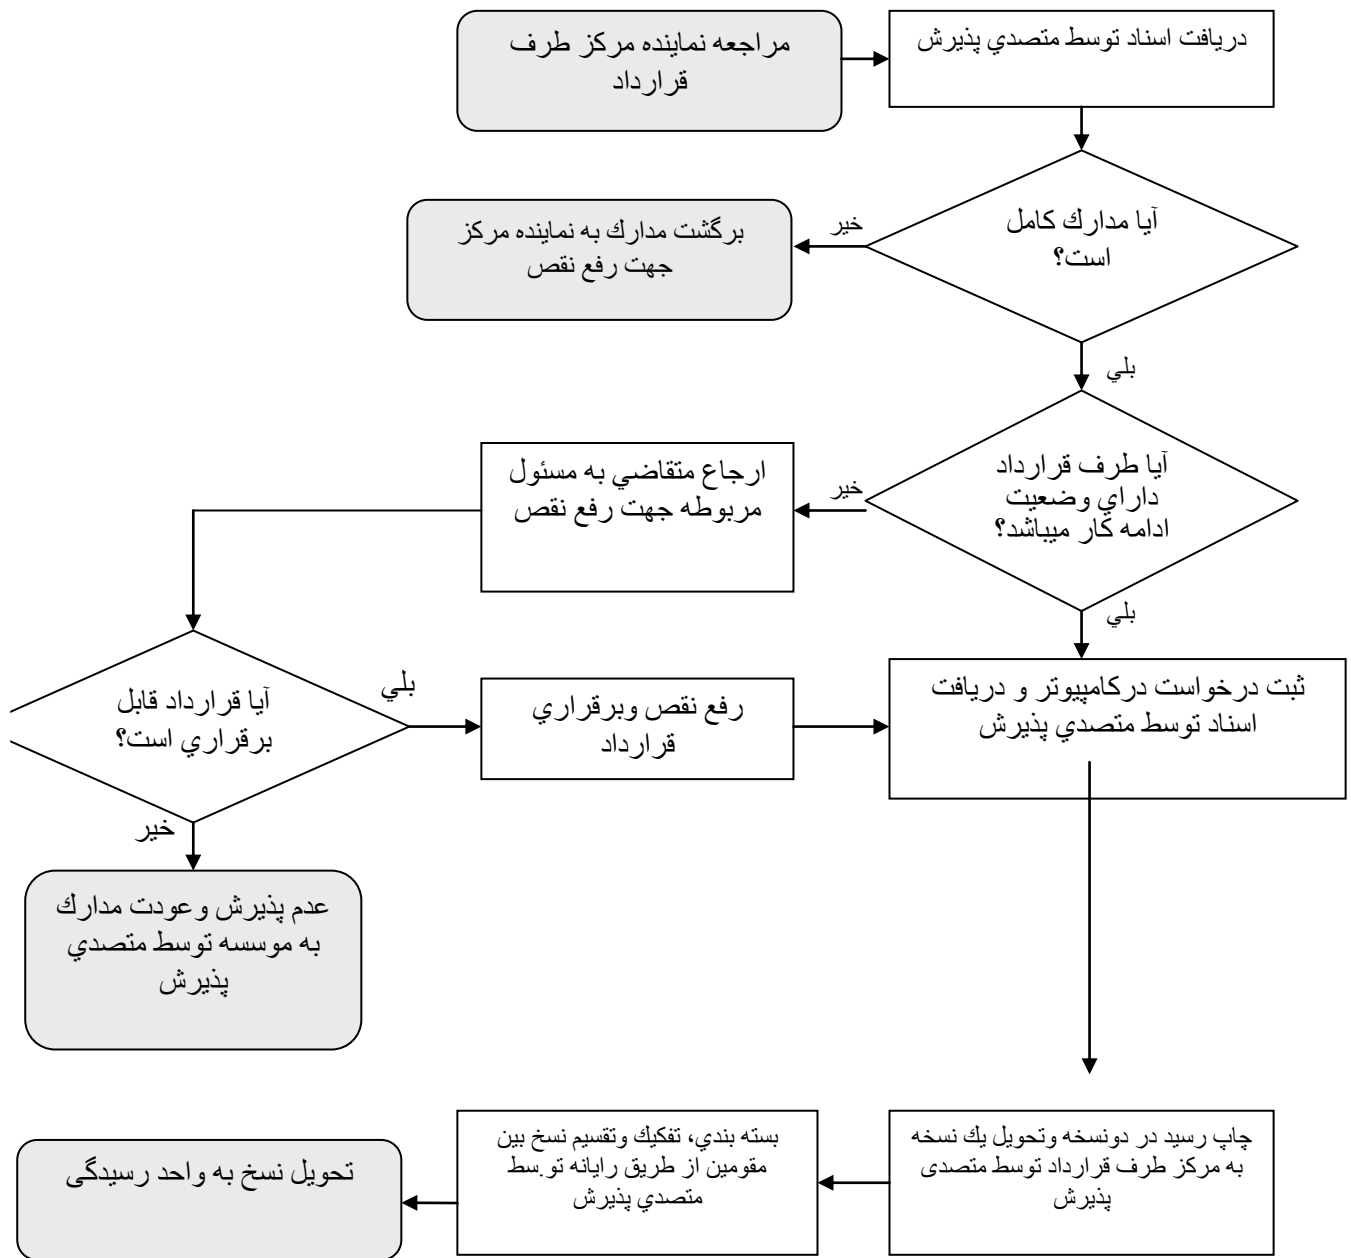 مراجعه نماينده مركز طرف
قرارداد
دريافت اسناد توسط متصدي پذيرش
آيا مدارك كامل
است؟
خير
برگشت مدارك به نماينده مركز
جهت رفع نقص
بلي
آيا طرف قرارداد
داراي وضعيت
ادامه كار ميباشد؟
خير
ارجاع متقاضي به مسئول
مربوطه جهت رفع نقص
بلي
آيا قرارداد قابل
برقراري است؟
بلي
رفع نقص وبرقراري
قرارداد
ثبت درخواست دركامپيوتر و دريافت
اسناد توسط متصدي پذيرش
خير
عدم پذيرش وعودت مدارك
به موسسه توسط متصدي
پذيرش
چاپ رسيد در دونسخه وتحويل يك نسخه
به مركز طرف قرارداد توسط متصدی
پذيرش
بسته بندي، تفكيك وتقسيم نسخ بين
مقومين از طريق رايانه تو.سط
متصدي پذيرش
تحويل نسخ به واحد رسيدگی